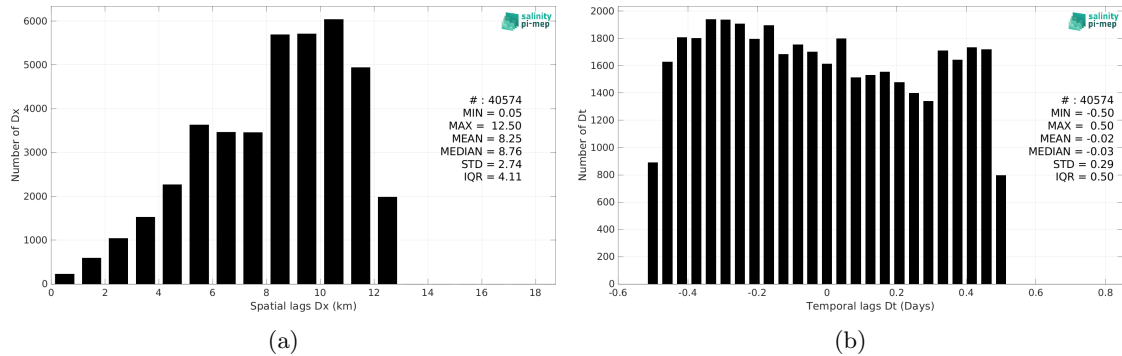 6000
5000
4000
3000
2000
1000
0
Number of Dx
0 2 4 6 8 10 12 14 16 18
Spatial lags Dx (km)
salinity
pi-mep
# : 40574
MIN = 0.05
MAX = 12.50
MEAN = 8.25
MEDIAN = 8.76
STD = 2.74
IQR = 4.11
(a)
2000
1800
1600
1400
1200
1000
800
600
400
200
0
Number of Dt
-0.6 -0.4 -0.2 0 0.2 0.4 0.6 0.8
Temporal lags Dt (Days)
salinity
pi-mep
# : 40574
MIN = -0.50
MAX = 0.50
MEAN = -0.02
MEDIAN = -0.03
STD = 0.29
IQR = 0.50
(b)